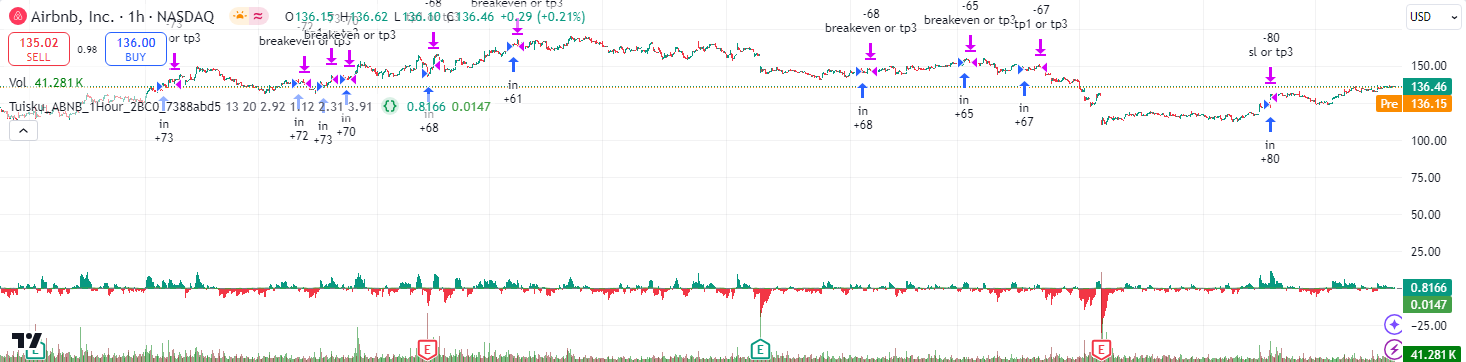 Airbnb, Inc. · 1h · NASDAQ
O136.15 H136.62 L136.10 C136.46 +0.29 (+0.21%)
USD
135.02
SELL
0.98
136.00
BUY
Vol 41.281 K
Tuisku_ABNB_1Hour_2BC0_7388abd5 13 20 2.92 1.12 2.31 3.91 {} 0.8166 0.0147
-73
or tp3
breakeven or tp3
breakeven or tp3
-68
breakeven or tp3
-68
breakeven or tp3
-65
breakeven or tp3
-67
tp1 or tp3
-80
sl or tp3
in
+73
in
+72
in
+73
in
+70
in
+68
in
+61
in
+68
in
+65
in
+67
in
+80
150.00
136.46
Pre 136.15
100.00
75.00
50.00
25.00
0.8166
0.0147
−25.00
41.281 K
E
E
E
E